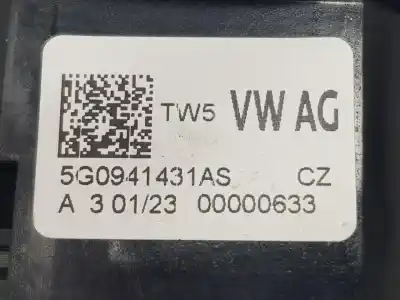 TW5 VW AG
5G0941431AS CZ
A 3 01/23 00000633